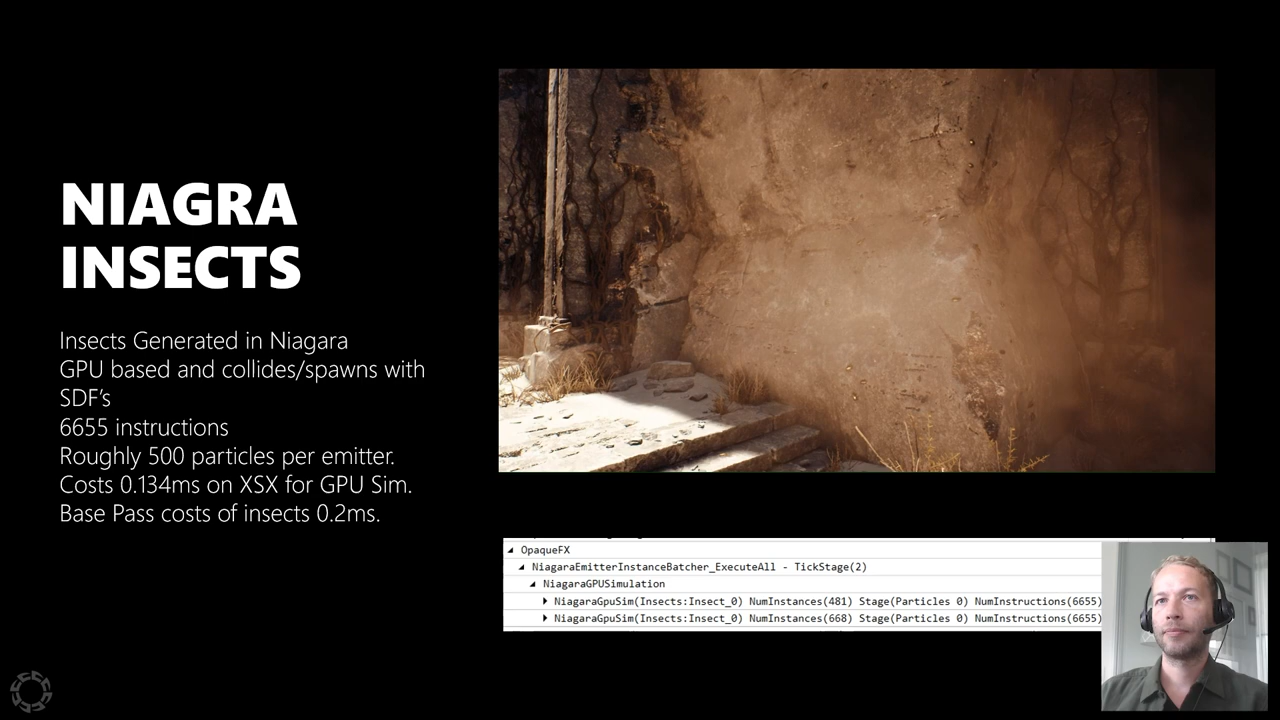 NIAGRA
INSECTS
Insects Generated in Niagara
GPU based and collides/spawns with
SDF's
6655 instructions
Roughly 500 particles per emitter.
Costs 0.134ms on XSX for GPU Sim.
Base Pass costs of insects 0.2ms.
OpaqueFX
NiagaraEmitterInstanceBatcher_ExecuteAll - TickStage(2)
NiagaraGPUSimulation
NiagaraGpuSim(Insects:Insect_0) NumInstances(481) Stage(Particles 0) NumInstructions(6655)
NiagaraGpuSim(Insects:Insect_0) NumInstances(668) Stage(Particles 0) NumInstructions(6655)